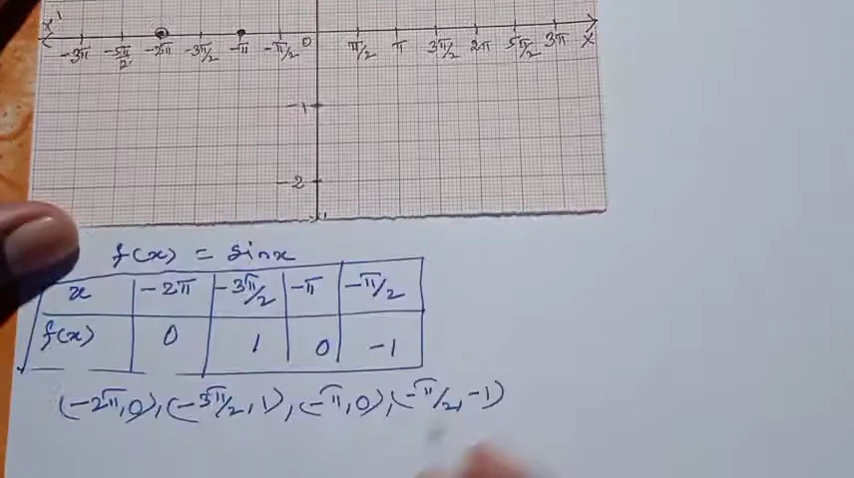 x'
-3π -5π/2 -2π -3π/2 -π -π/2 0 π/2 π 3π/2 2π 5π/2 3π x
-1
-2
f(x) = sinx
x -2π -3π/2 -π -π/2
f(x) 0 1 0 -1
(-2π,0), (-3π/2, 1), (-π, 0), (-π/2, -1)